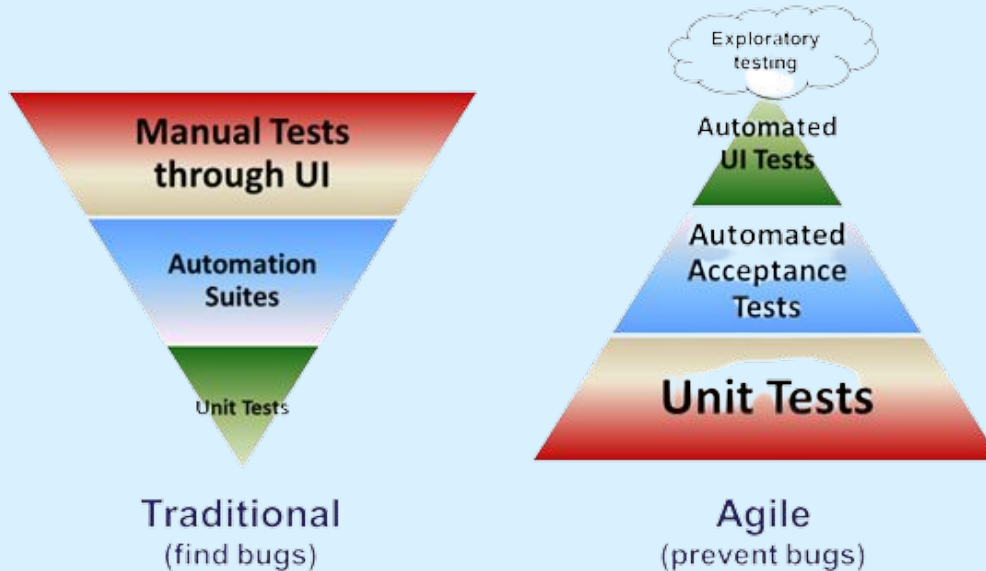 Manual Tests
through UI
Automation
Suites
Unit Tests
Traditional
(find bugs)
Exploratory
testing
Automated
UI Tests
Automated
Acceptance
Tests
Unit Tests
Agile
(prevent bugs)